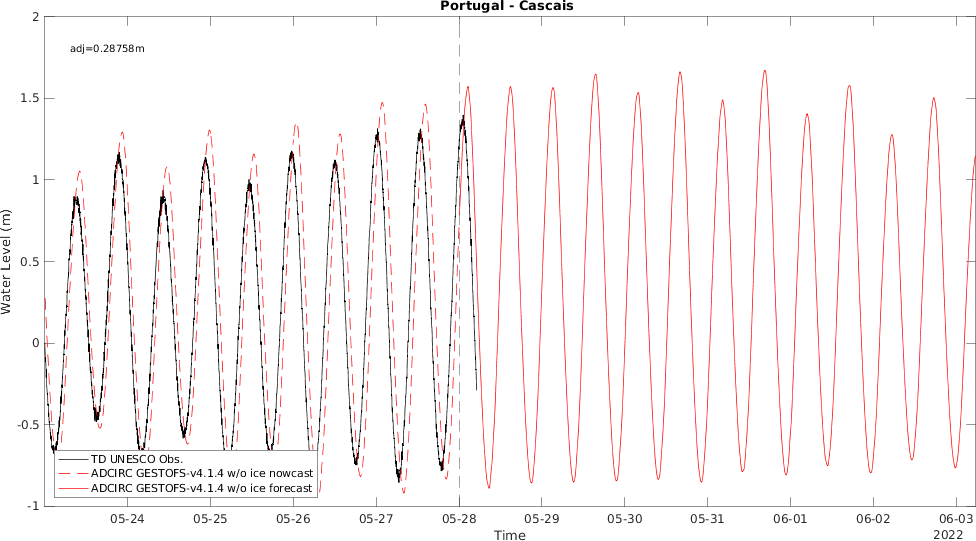 Portugal - Cascais
adj=0.28758m
2
1.5
1
0.5
0
-0.5
-1
Water Level (m)
TD UNESCO Obs.
ADCIRC GESTOFS-v4.1.4 w/o ice nowcast
ADCIRC GESTOFS-v4.1.4 w/o ice forecast
05-24 05-25 05-26 05-27 05-28 05-29 05-30 05-31 06-01 06-02 06-03
Time
2022